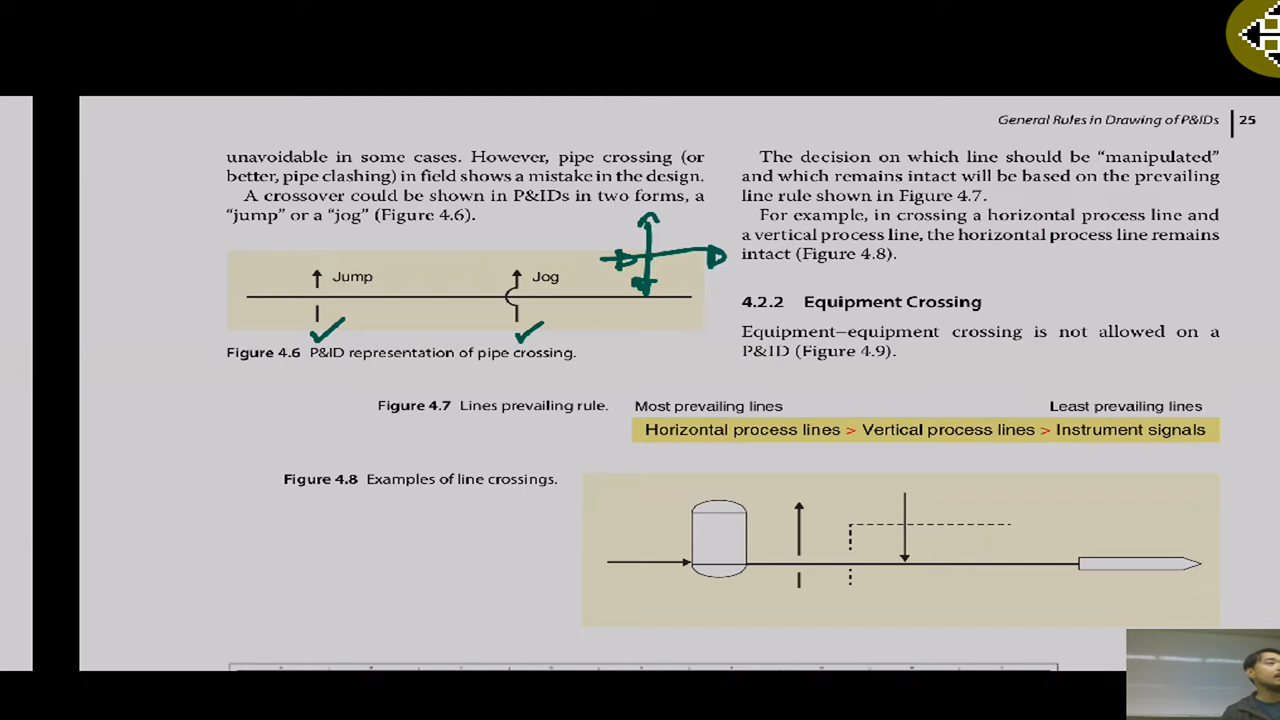 General Rules in Drawing of P&IDs 25
unavoidable in some cases. However, pipe crossing (or
better, pipe clashing) in field shows a mistake in the design.
A crossover could be shown in P&IDs in two forms, a
“jump” or a “jog” (Figure 4.6).
Jump
Jog
Figure 4.6 P&ID representation of pipe crossing.
The decision on which line should be “manipulated”
and which remains intact will be based on the prevailing
line rule shown in Figure 4.7.
For example, in crossing a horizontal process line and
a vertical process line, the horizontal process line remains
intact (Figure 4.8).
4.2.2 Equipment Crossing
Equipment–equipment crossing is not allowed on a
P&ID (Figure 4.9).
Figure 4.7 Lines prevailing rule.
Most prevailing lines
Least prevailing lines
Horizontal process lines > Vertical process lines > Instrument signals
Figure 4.8 Examples of line crossings.